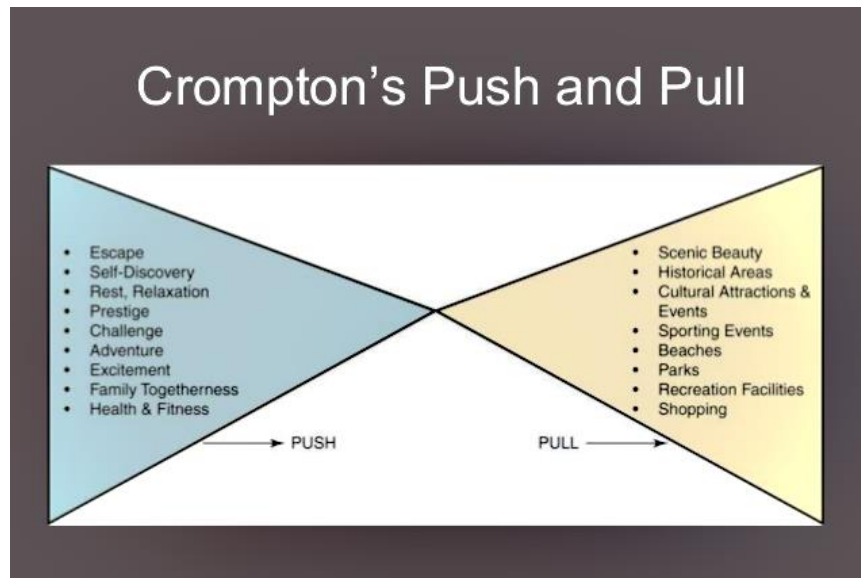 Crompton's Push and Pull
• Escape
• Self-Discovery
• Rest, Relaxation
• Prestige
• Challenge
• Adventure
• Excitement
• Family Togetherness
• Health & Fitness
PUSH
• Scenic Beauty
• Historical Areas
• Cultural Attractions &
Events
• Sporting Events
• Beaches
• Parks
• Recreation Facilities
• Shopping
PULL